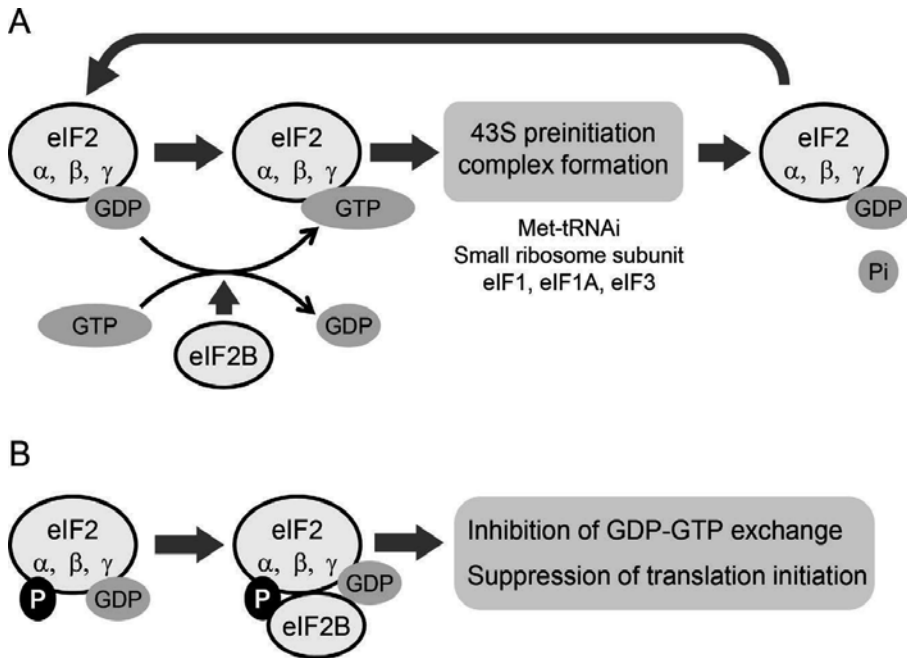 A
eIF2
α, β, γ
GDP
eIF2
α, β, γ
GTP
43S preinitiation
complex formation
eIF2
α, β, γ
GDP
Met-tRNAi
Small ribosome subunit
eIF1, eIF1A, eIF3
Pi
GTP
eIF2B
GDP
B
eIF2
α, β, γ
P
GDP
eIF2
α, β, γ
GDP
P
eIF2B
Inhibition of GDP-GTP exchange
Suppression of translation initiation